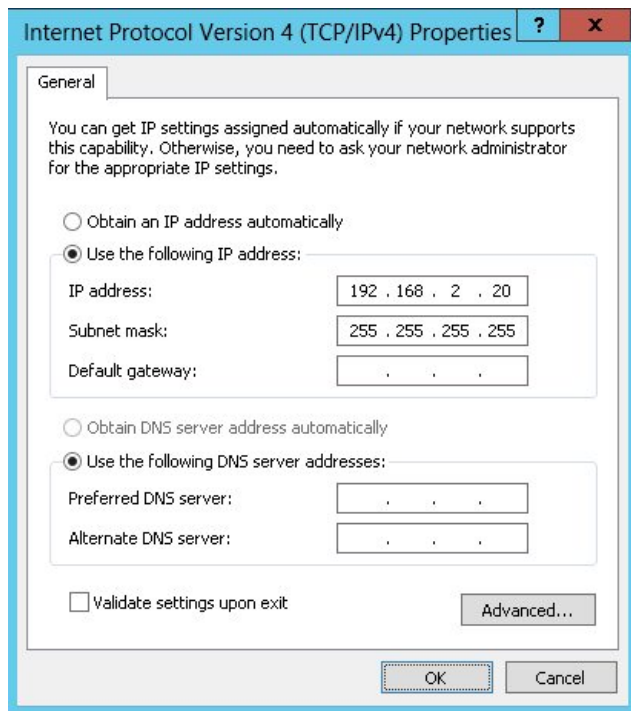 Internet Protocol Version 4 (TCP/IPv4) Properties ? x
General
You can get IP settings assigned automatically if your network supports
this capability. Otherwise, you need to ask your network administrator
for the appropriate IP settings.
Obtain an IP address automatically
Use the following IP address:
IP address: 192 . 168 . 2 . 20
Subnet mask: 255 . 255 . 255 . 255
Default gateway: . . .
Obtain DNS server address automatically
Use the following DNS server addresses:
Preferred DNS server: . . .
Alternate DNS server: . . .
Validate settings upon exit
Advanced...
OK Cancel